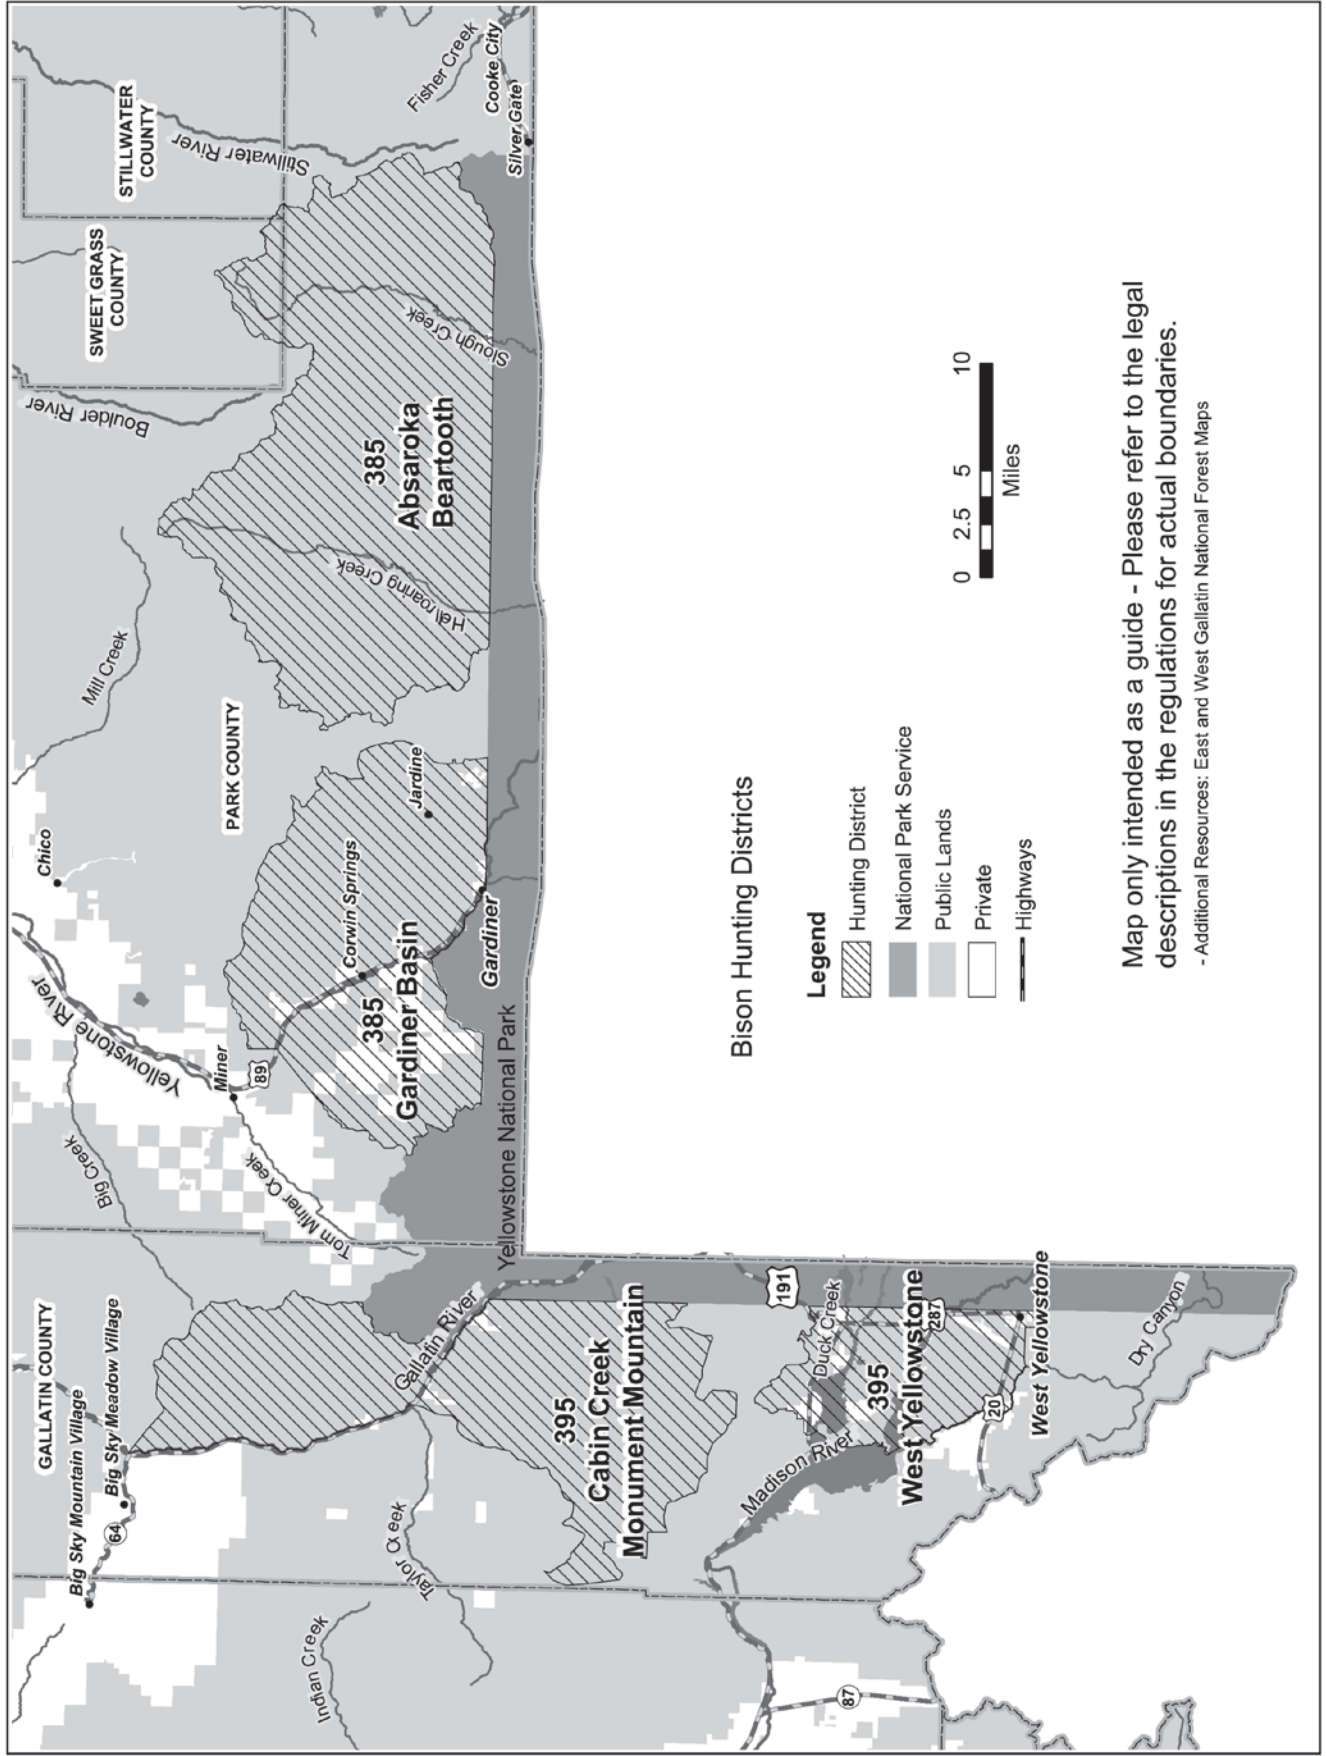 GALLATIN COUNTY
Big Sky Mountain Village
Big Sky Meadow Village
64
Indian Creek
Taylor Creek
Gallatin River
395
Cabin Creek
Monument Mountain
Madison River
Duck Creek
191
287
395
West Yellowstone
20
West Yellowstone
Dry Canyon
87
Big Creek
Tom Miner Creek
Yellowstone River
Miner
89
Chico
PARK COUNTY
Mill Creek
Corwin Springs
Jardine
385
Gardiner Basin
Gardiner
Yellowstone National Park
Boulder River
SWEET GRASS
COUNTY
STILLWATER
COUNTY
Stillwater River
Hellroaring Creek
385
Absaroka
Beartooth
Slough Creek
Fisher Creek
Cooke City
Silver Gate
Bison Hunting Districts
Legend
Hunting District
National Park Service
Public Lands
Private
Highways
0 2.5 5 10
Miles
Map only intended as a guide - Please refer to the legal
descriptions in the regulations for actual boundaries.
- Additional Resources: East and West Gallatin National Forest Maps